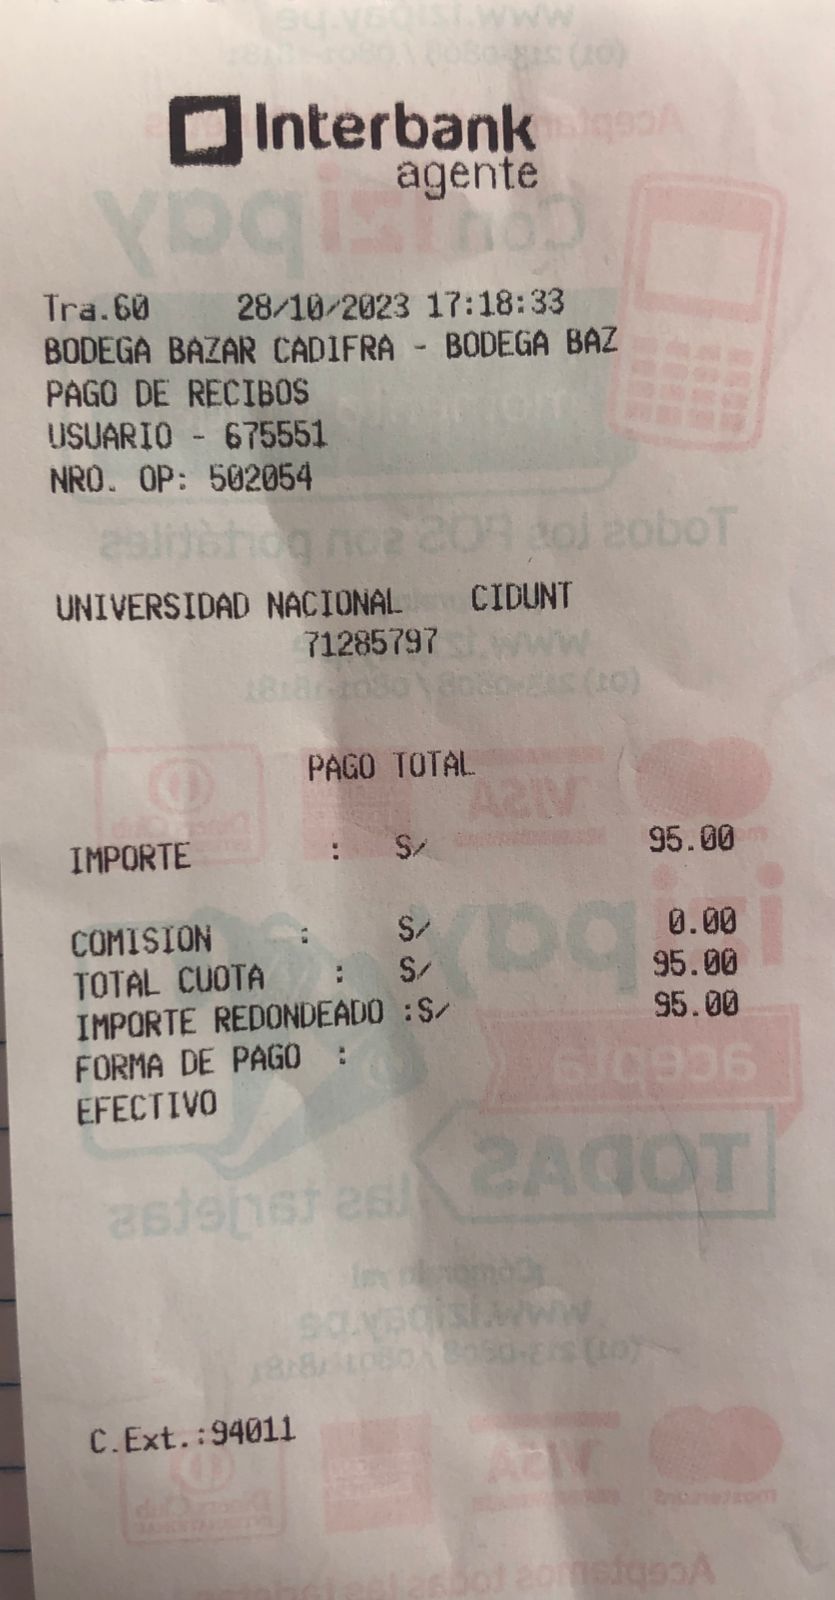 Interbank
agente
Tra.60 28/10/2023 17:18:33
BODEGA BAZAR CADIFRA - BODEGA BAZ
PAGO DE RECIBOS
USUARIO - 675551
NRO. OP: 502054
UNIVERSIDAD NACIONAL CIDUNT
71285797
PAGO TOTAL
IMPORTE : S/ 95.00
COMISION : S/ 0.00
TOTAL CUOTA : S/ 95.00
IMPORTE REDONDEADO :S/ 95.00
FORMA DE PAGO :
EFECTIVO
C.Ext.:94011